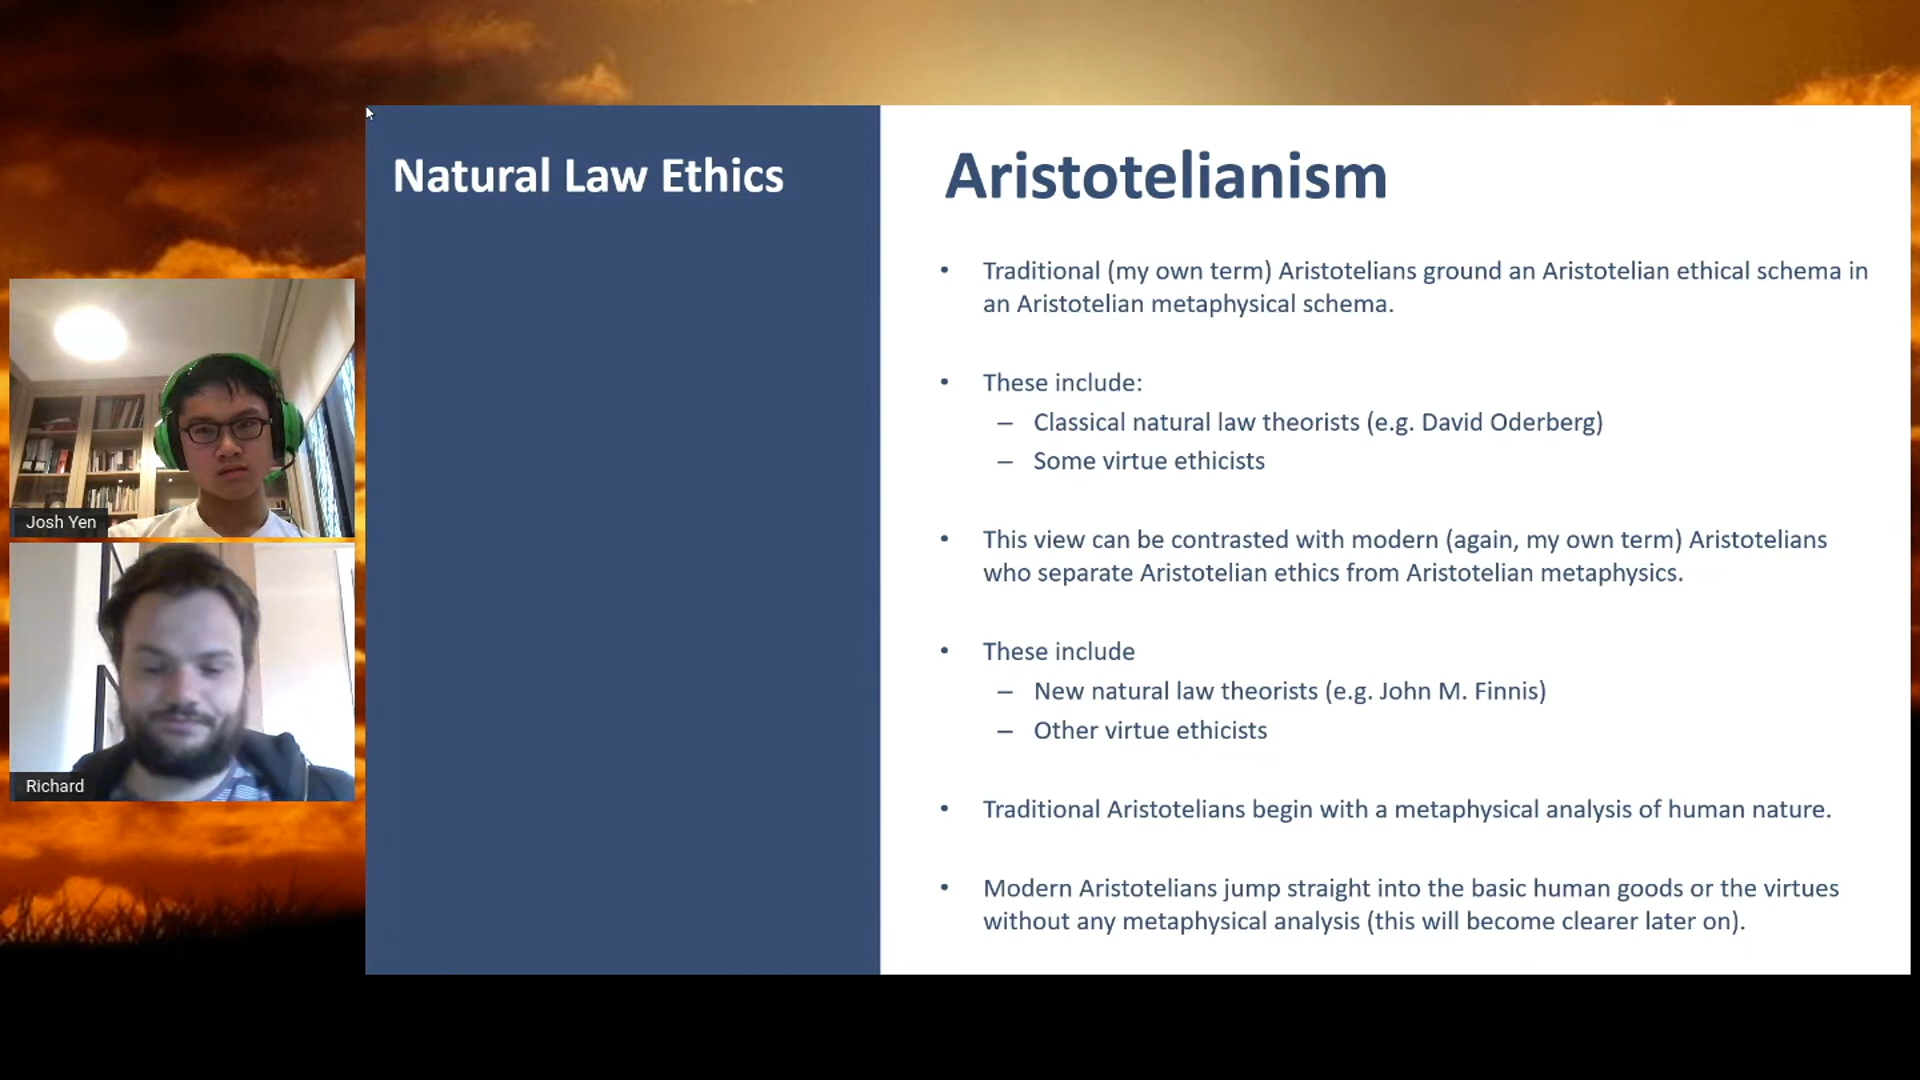 Natural Law Ethics
Aristotelianism
• Traditional (my own term) Aristotelians ground an Aristotelian ethical schema in
an Aristotelian metaphysical schema.
• These include:
– Classical natural law theorists (e.g. David Oderberg)
– Some virtue ethicists
• This view can be contrasted with modern (again, my own term) Aristotelians
who separate Aristotelian ethics from Aristotelian metaphysics.
• These include
– New natural law theorists (e.g. John M. Finnis)
– Other virtue ethicists
• Traditional Aristotelians begin with a metaphysical analysis of human nature.
• Modern Aristotelians jump straight into the basic human goods or the virtues
without any metaphysical analysis (this will become clearer later on).
Josh Yen
Richard